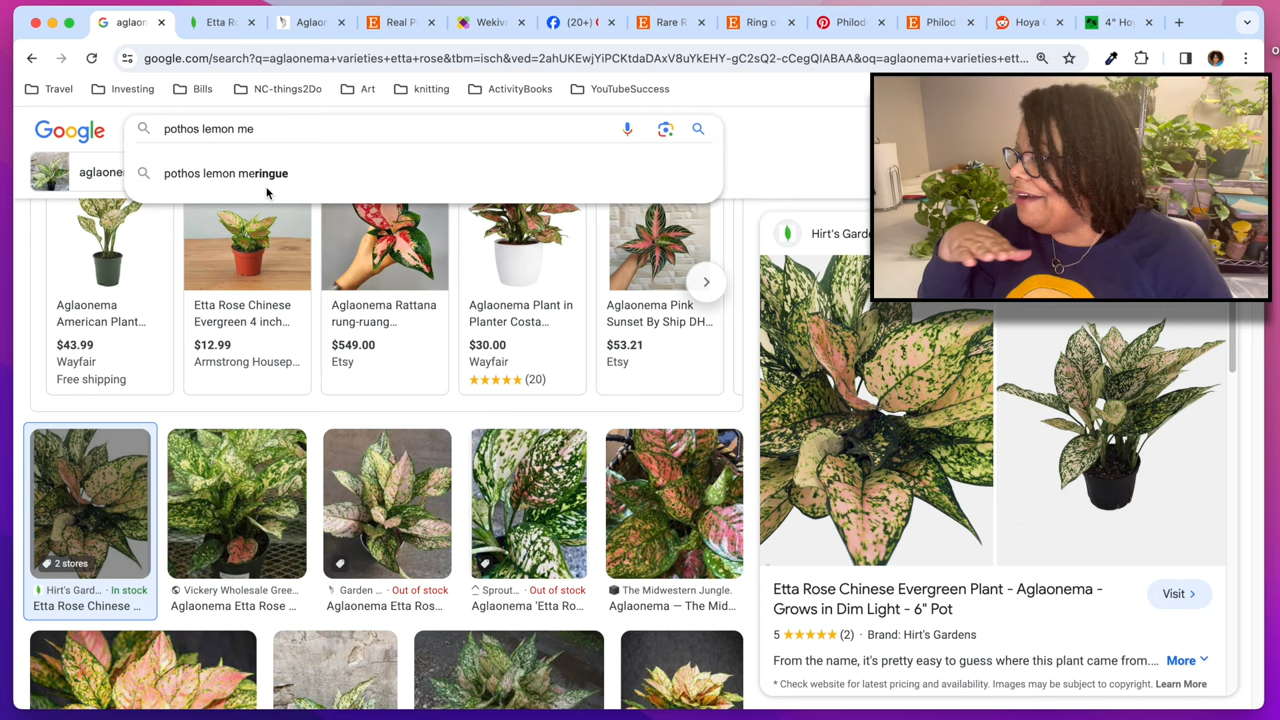 aglaon
Etta R
Aglaon
Real P
Wekiv
(20+)
Rare R
Ring o
Philod
Philod
Hoya
4" Ho
google.com/search?q=aglaonema+varieties+etta+rose&tbm=isch&ved=2ahUKEwjYiPCKtdaDAxV8uYkEHY-gC2sQ2-cCegQIABAA&oq=aglaonema+varieties+ett...
Travel
Investing
Bills
NC-things2Do
Art
knitting
ActivityBooks
YouTubeSuccess
Google
pothos lemon me
aglaone
pothos lemon meringue
Hirt's Garde
Aglaonema
American Plant...
$43.99
Wayfair
Free shipping
Etta Rose Chinese
Evergreen 4 inch...
$12.99
Armstrong Housep...
Aglaonema Rattana
rung-ruang...
$549.00
Etsy
Aglaonema Plant in
Planter Costa...
$30.00
Wayfair
(20)
Aglaonema Pink
Sunset By Ship DH...
$53.21
Etsy
2 stores
Hirt's Gard... · In stock
Etta Rose Chinese ...
Vickery Wholesale Gree...
Aglaonema Etta Rose ...
Garden ... · Out of stock
Aglaonema Etta Ros...
Sprout... · Out of stock
Aglaonema 'Etta Ro...
The Midwestern Jungle.
Aglaonema — The Mid...
Etta Rose Chinese Evergreen Plant - Aglaonema -
Grows in Dim Light - 6" Pot
Visit
5 (2) · Brand: Hirt's Gardens
From the name, it's pretty easy to guess where this plant came from.... More
* Check website for latest pricing and availability. Images may be subject to copyright. Learn More